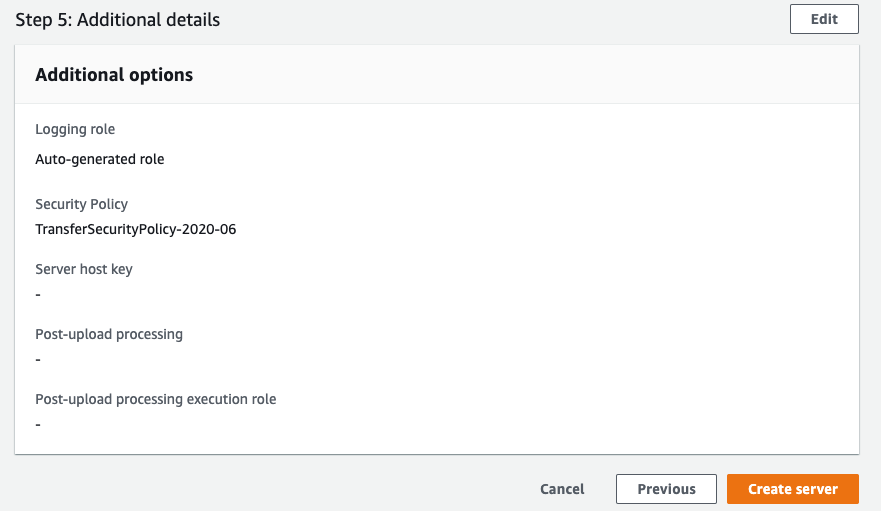 Step 5: Additional details
Edit
Additional options
Logging role
Auto-generated role
Security Policy
TransferSecurityPolicy-2020-06
Server host key
-
Post-upload processing
-
Post-upload processing execution role
-
Cancel
Previous
Create server